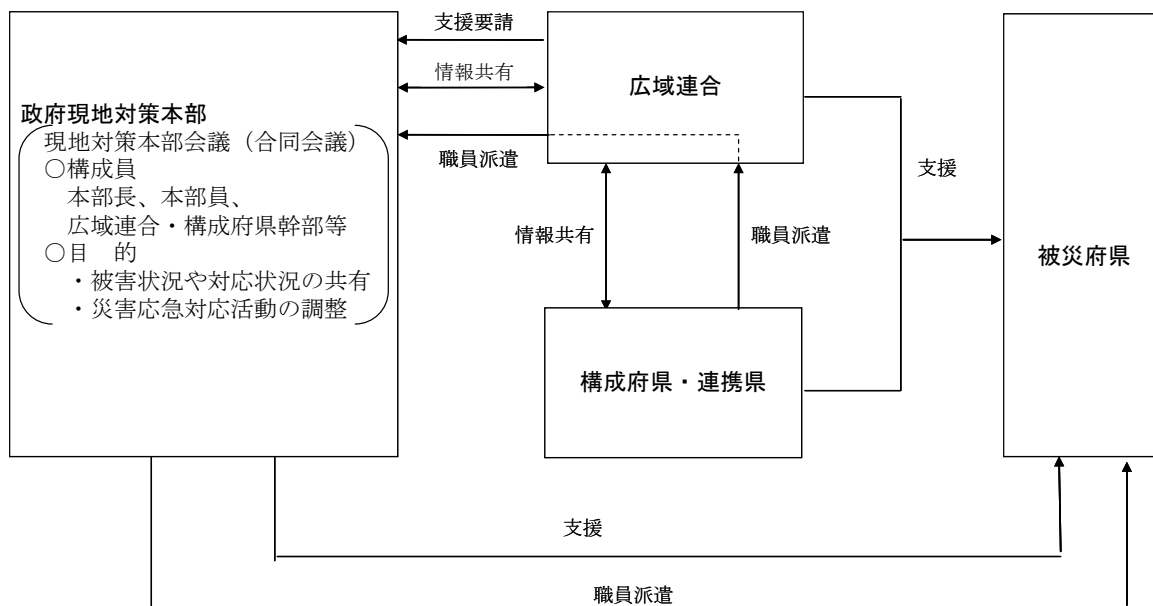 支援要請
情報共有
職員派遣
政府現地対策本部
現地対策本部会議（合同会議）
○構成員
本部長、本部員、
広域連合・構成府県幹部等
○目　的
・被害状況や対応状況の共有
・災害応急対応活動の調整
広域連合
情報共有
職員派遣
構成府県・連携県
支援
被災府県
支援
職員派遣